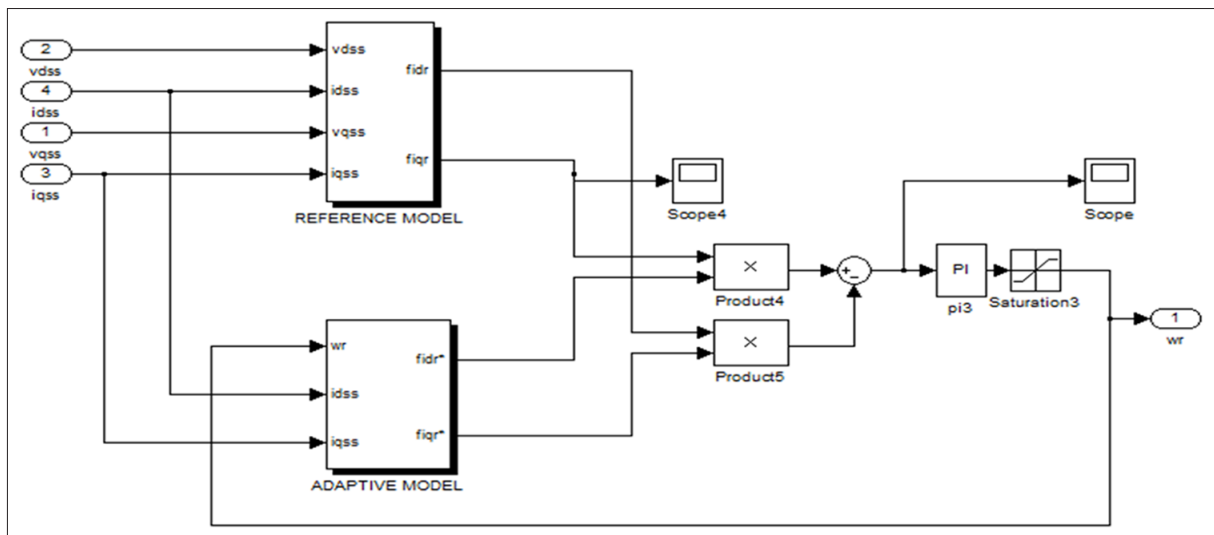 2
vdss
4
idss
1
vqss
3
iqss
vdss
idss
vqss
iqss
fidr
fiqr
REFERENCE MODEL
Scope4
Scope
×
Product4
×
Product5
+
−
PI
pi3
Saturation3
1
wr
wr
idss
iqss
fidr*
fiqr*
ADAPTIVE MODEL